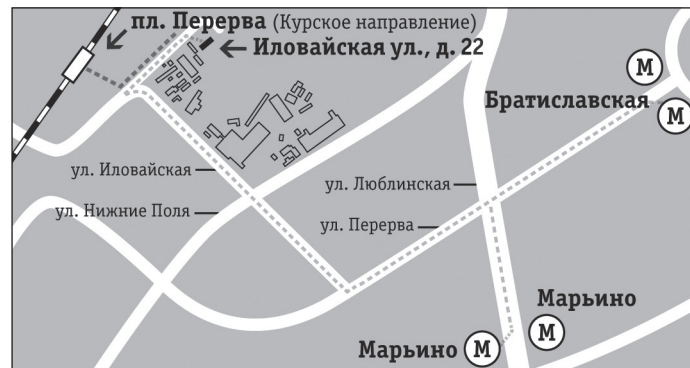 пл. Перерва (Курское направление)
Иловайская ул., д. 22
М
Братиславская
М
ул. Иловайская
ул. Люблинская
ул. Нижние Поля
ул. Перерва
Марьино
М
Марьино М